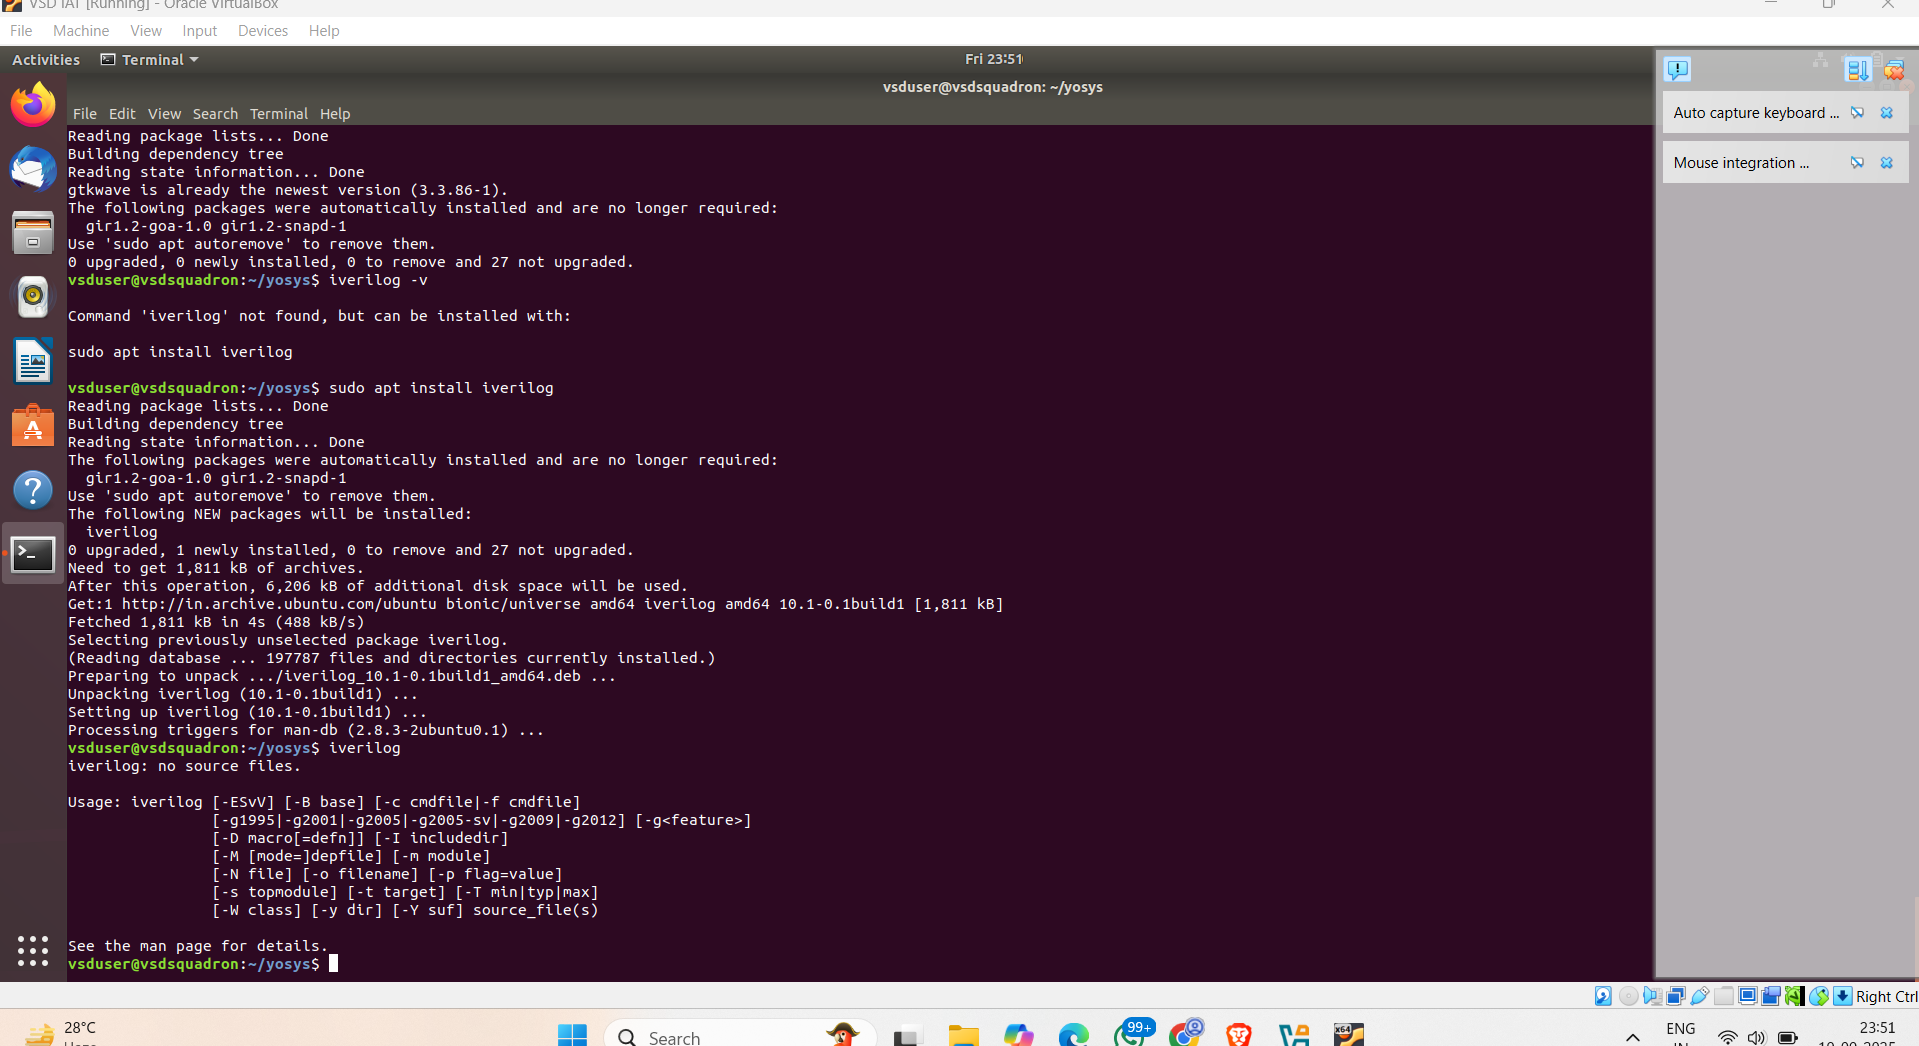 VSD IAT [Running] - Oracle VirtualBox
File Machine View Input Devices Help
Activities Terminal Fri 23:51
vsduser@vsdsquadron: ~/yosys
File Edit View Search Terminal Help
Reading package lists... Done
Building dependency tree
Reading state information... Done
gtkwave is already the newest version (3.3.86-1).
The following packages were automatically installed and are no longer required:
  gir1.2-goa-1.0 gir1.2-snapd-1
Use 'sudo apt autoremove' to remove them.
0 upgraded, 0 newly installed, 0 to remove and 27 not upgraded.
vsduser@vsdsquadron:~/yosys$ iverilog -v
Command 'iverilog' not found, but can be installed with:
sudo apt install iverilog
vsduser@vsdsquadron:~/yosys$ sudo apt install iverilog
Reading package lists... Done
Building dependency tree
Reading state information... Done
The following packages were automatically installed and are no longer required:
  gir1.2-goa-1.0 gir1.2-snapd-1
Use 'sudo apt autoremove' to remove them.
The following NEW packages will be installed:
  iverilog
0 upgraded, 1 newly installed, 0 to remove and 27 not upgraded.
Need to get 1,811 kB of archives.
After this operation, 6,206 kB of additional disk space will be used.
Get:1 http://in.archive.ubuntu.com/ubuntu bionic/universe amd64 iverilog amd64 10.1-0.1build1 [1,811 kB]
Fetched 1,811 kB in 4s (488 kB/s)
Selecting previously unselected package iverilog.
(Reading database ... 197787 files and directories currently installed.)
Preparing to unpack .../iverilog_10.1-0.1build1_amd64.deb ...
Unpacking iverilog (10.1-0.1build1) ...
Setting up iverilog (10.1-0.1build1) ...
Processing triggers for man-db (2.8.3-2ubuntu0.1) ...
vsduser@vsdsquadron:~/yosys$ iverilog
iverilog: no source files.
Usage: iverilog [-ESvV] [-B base] [-c cmdfile|-f cmdfile]
                [-g1995|-g2001|-g2005|-g2005-sv|-g2009|-g2012] [-g<feature>]
                [-D macro[=defn]] [-I includedir]
                [-M [mode=]depfile] [-m module]
                [-N file] [-o filename] [-p flag=value]
                [-s topmodule] [-t target] [-T min|typ|max]
                [-W class] [-y dir] [-Y suf] source_file(s)
See the man page for details.
vsduser@vsdsquadron:~/yosys$
Auto capture keyboard ...
Mouse integration ...
Right Ctrl
28°C
Search
99+
x64
ENG
23:51